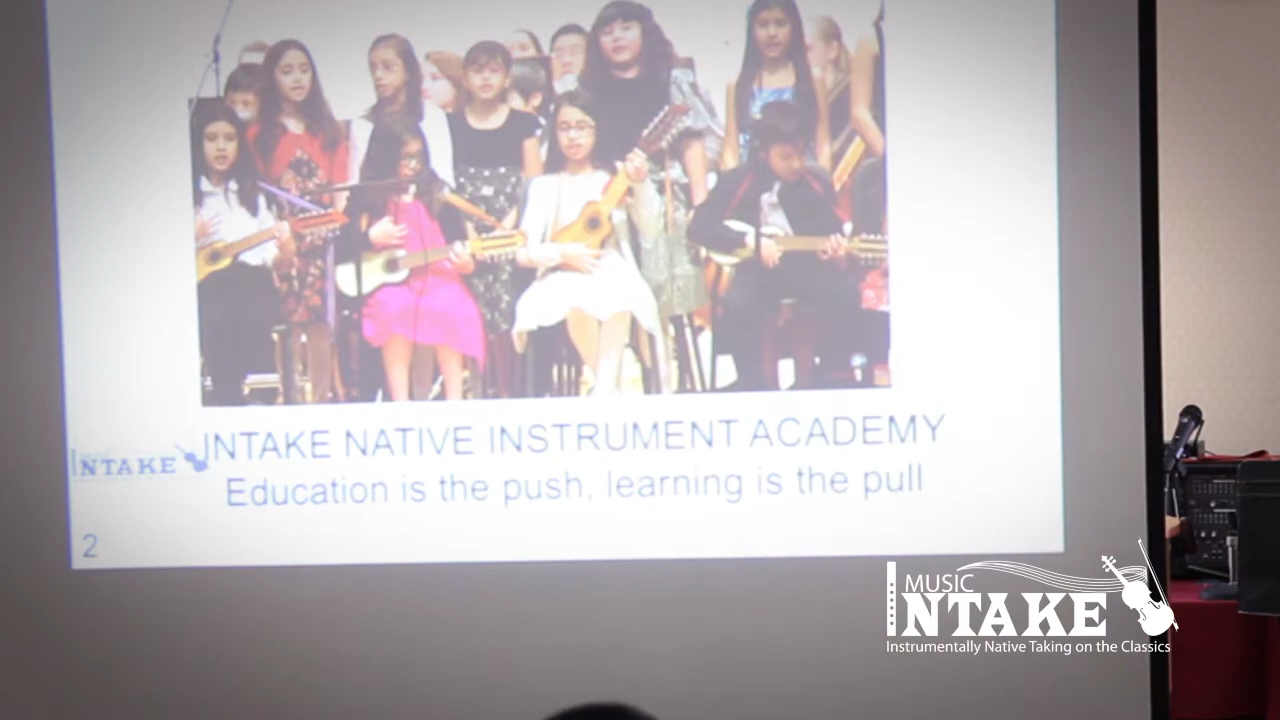 INTAKE NATIVE INSTRUMENT ACADEMY
INTAKE
Education is the push, learning is the pull
2
MUSIC
INTAKE
Instrumentally Native Taking on the Classics